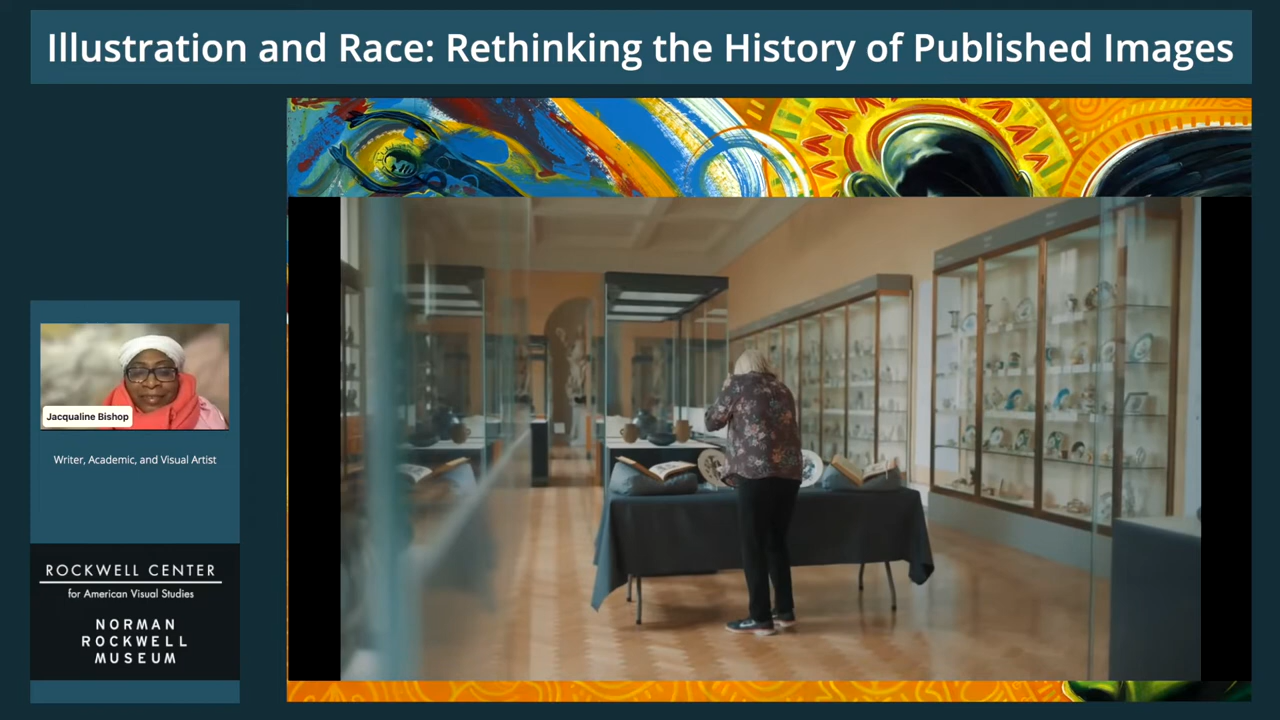 Illustration and Race: Rethinking the History of Published Images
Jacqueline Bishop
Writer, Academic, and Visual Artist
ROCKWELL CENTER
for American Visual Studies
NORMAN
ROCKWELL
MUSEUM